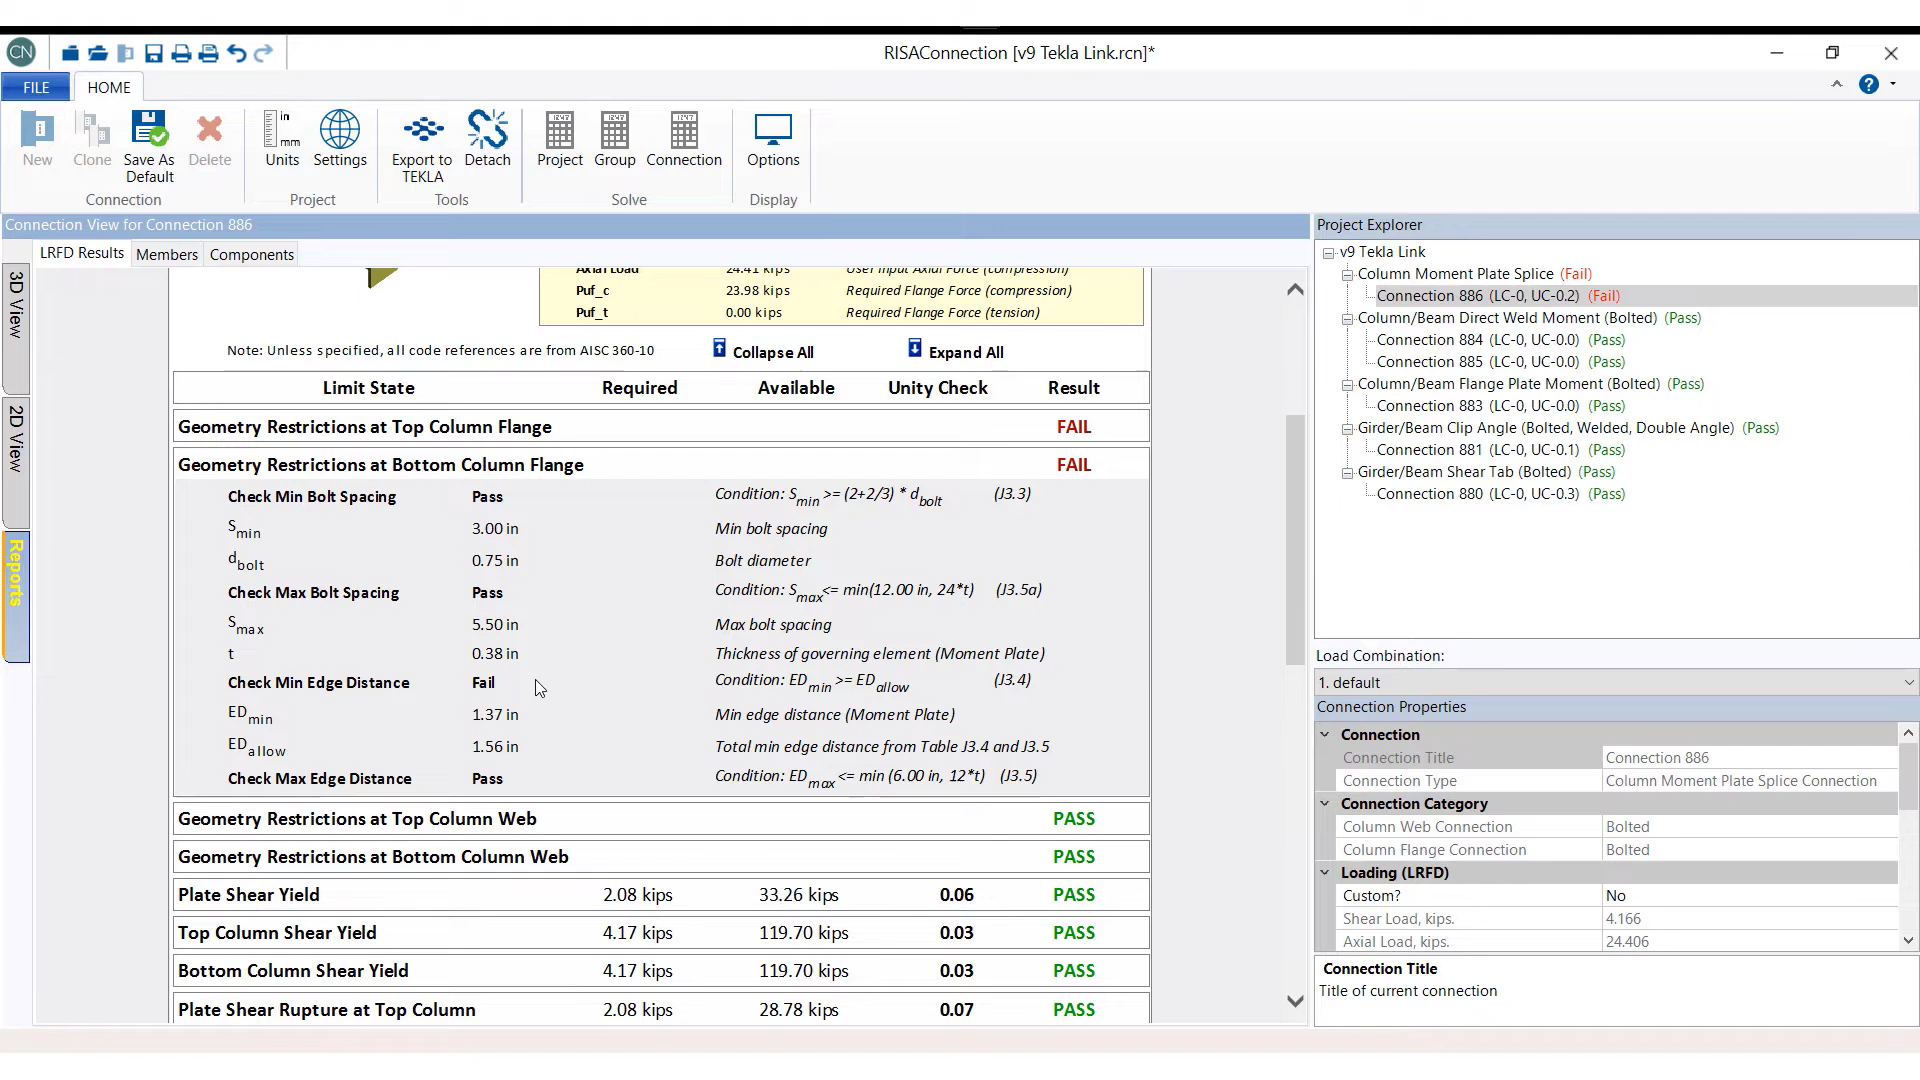 CN
RISAConnection [v9 Tekla Link.rcn]*
FILE
HOME
?
New
Clone
Save As Default
Delete
in
mm
Units
Settings
Export to TEKLA
Detach
Project
Group
Connection
Options
Connection
Project
Tools
Solve
Display
Connection View for Connection 886
LRFD Results
Members
Components
3D View
2D View
Reports
Axial Load 24.41 kips User Input Axial Force (compression)
Puf_c 23.98 kips Required Flange Force (compression)
Puf_t 0.00 kips Required Flange Force (tension)
Note: Unless specified, all code references are from AISC 360-10
Collapse All
Expand All
Limit State Required Available Unity Check Result
Geometry Restrictions at Top Column Flange FAIL
Geometry Restrictions at Bottom Column Flange FAIL
Check Min Bolt Spacing Pass Condition: Smin >= (2+2/3) * dbolt (J3.3)
Smin 3.00 in Min bolt spacing
dbolt 0.75 in Bolt diameter
Check Max Bolt Spacing Pass Condition: Smax<= min(12.00 in, 24*t) (J3.5a)
Smax 5.50 in Max bolt spacing
t 0.38 in Thickness of governing element (Moment Plate)
Check Min Edge Distance Fail Condition: EDmin >= EDallow (J3.4)
EDmin 1.37 in Min edge distance (Moment Plate)
EDallow 1.56 in Total min edge distance from Table J3.4 and J3.5
Check Max Edge Distance Pass Condition: EDmax <= min (6.00 in, 12*t) (J3.5)
Geometry Restrictions at Top Column Web PASS
Geometry Restrictions at Bottom Column Web PASS
Plate Shear Yield 2.08 kips 33.26 kips 0.06 PASS
Top Column Shear Yield 4.17 kips 119.70 kips 0.03 PASS
Bottom Column Shear Yield 4.17 kips 119.70 kips 0.03 PASS
Plate Shear Rupture at Top Column 2.08 kips 28.78 kips 0.07 PASS
Project Explorer
v9 Tekla Link
Column Moment Plate Splice (Fail)
Connection 886 (LC-0, UC-0.2) (Fail)
Column/Beam Direct Weld Moment (Bolted) (Pass)
Connection 884 (LC-0, UC-0.0) (Pass)
Connection 885 (LC-0, UC-0.0) (Pass)
Column/Beam Flange Plate Moment (Bolted) (Pass)
Connection 883 (LC-0, UC-0.0) (Pass)
Girder/Beam Clip Angle (Bolted, Welded, Double Angle) (Pass)
Connection 881 (LC-0, UC-0.1) (Pass)
Girder/Beam Shear Tab (Bolted) (Pass)
Connection 880 (LC-0, UC-0.3) (Pass)
Load Combination:
1. default
Connection Properties
Connection
Connection Title Connection 886
Connection Type Column Moment Plate Splice Connection
Connection Category
Column Web Connection Bolted
Column Flange Connection Bolted
Loading (LRFD)
Custom? No
Shear Load, kips. 4.166
Axial Load, kips. 24.406
Connection Title
Title of current connection